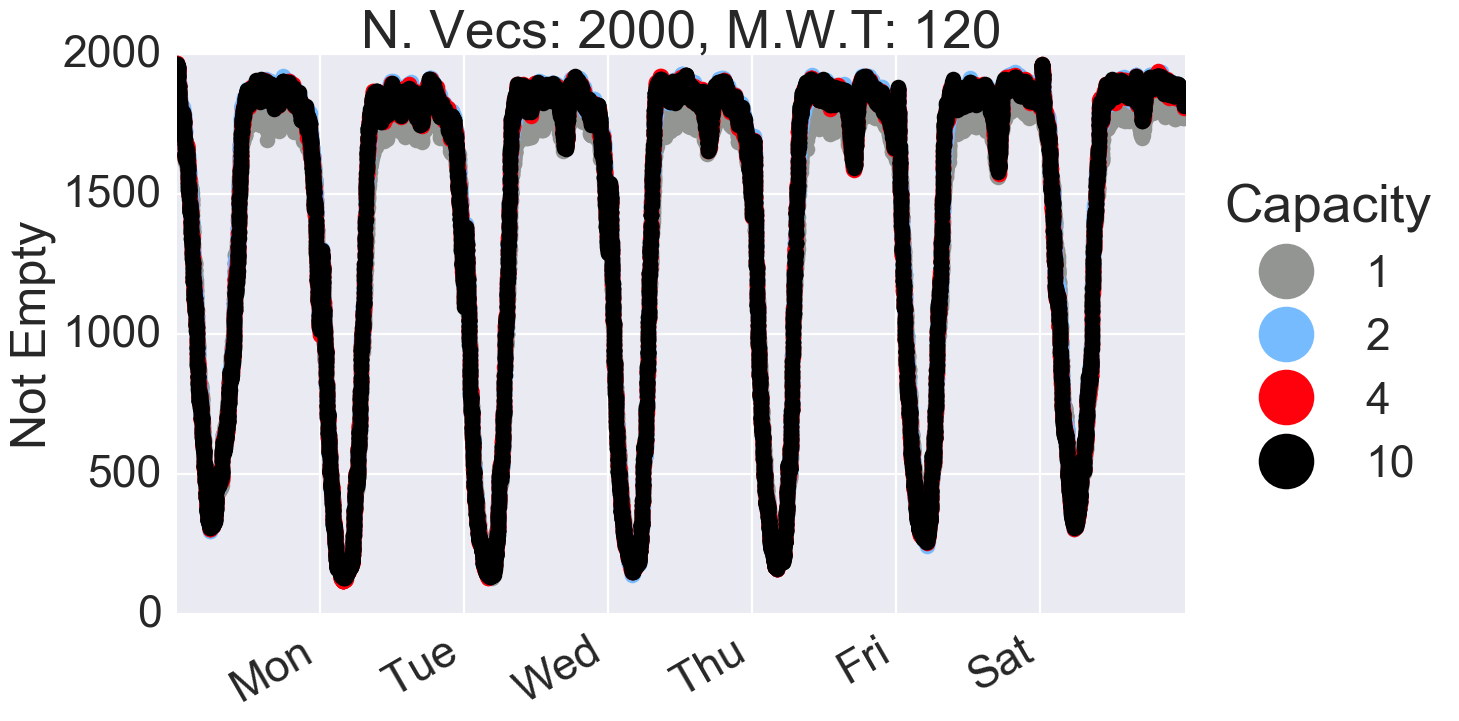 N. Vecs: 2000, M.W.T: 120
2000
1500
1000
500
0
Not Empty
Mon
Tue
Wed
Thu
Fri
Sat
Capacity
1
2
4
10